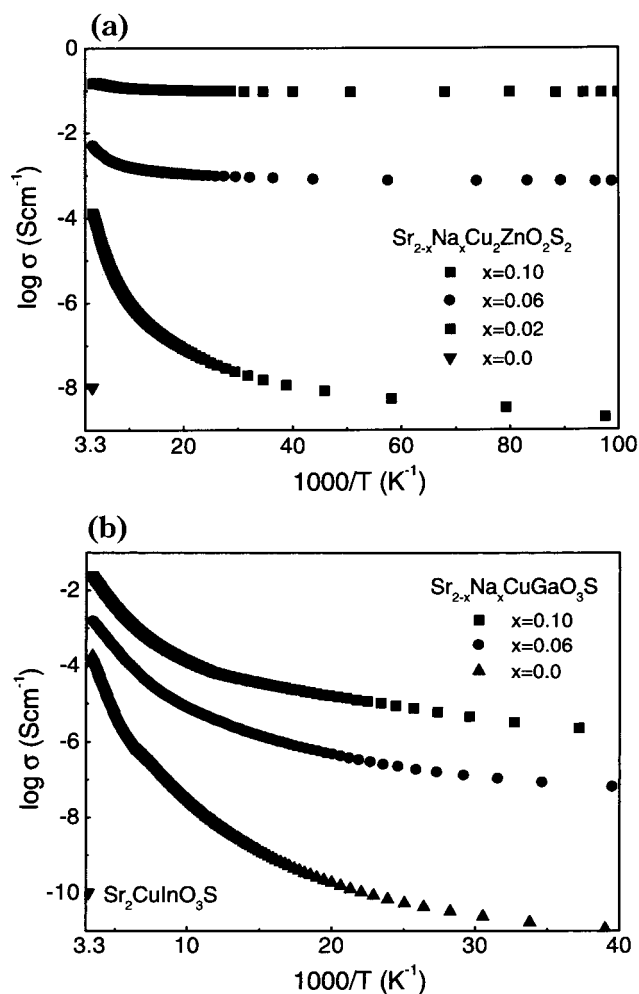 (a)
0
-2
-4
-6
-8
log σ (Scm⁻¹)
Sr₂₋ₓNaₓCu₂ZnO₂S₂
x=0.10
x=0.06
x=0.02
x=0.0
3.3 20 40 60 80 100
1000/T (K⁻¹)
(b)
-2
-4
-6
-8
-10
log σ (Scm⁻¹)
Sr₂₋ₓNaₓCuGaO₃S
x=0.10
x=0.06
x=0.0
Sr₂CuInO₃S
3.3 10 20 30 40
1000/T (K⁻¹)